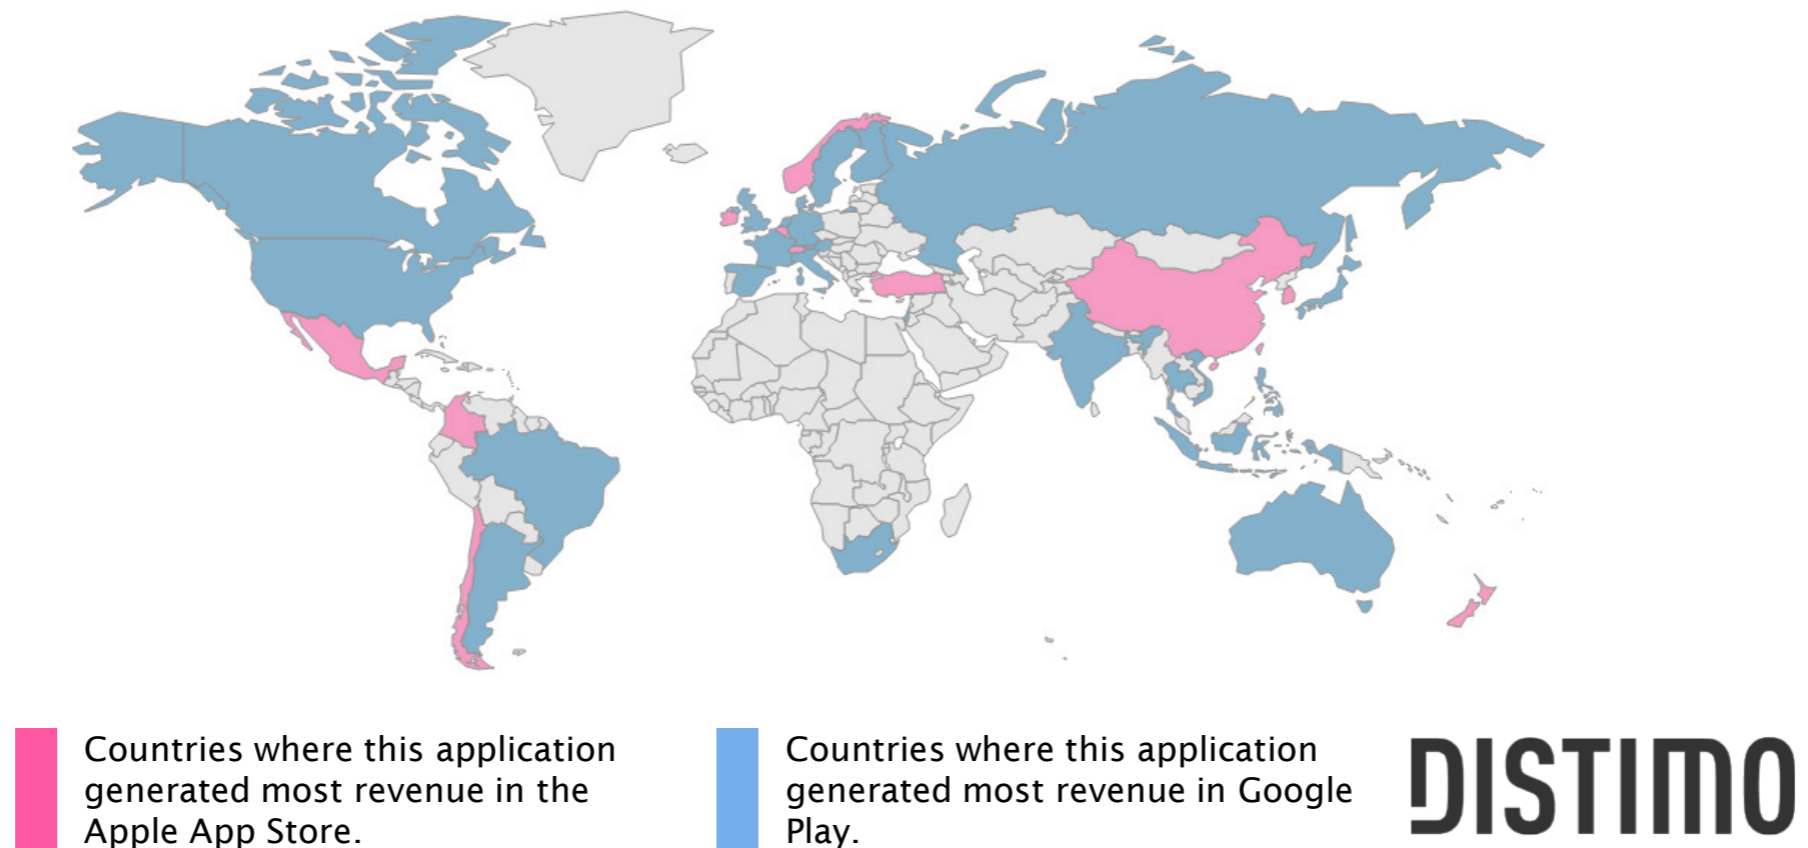 Countries where this application
generated most revenue in the
Apple App Store.
Countries where this application
generated most revenue in Google
Play.
DISTIMO